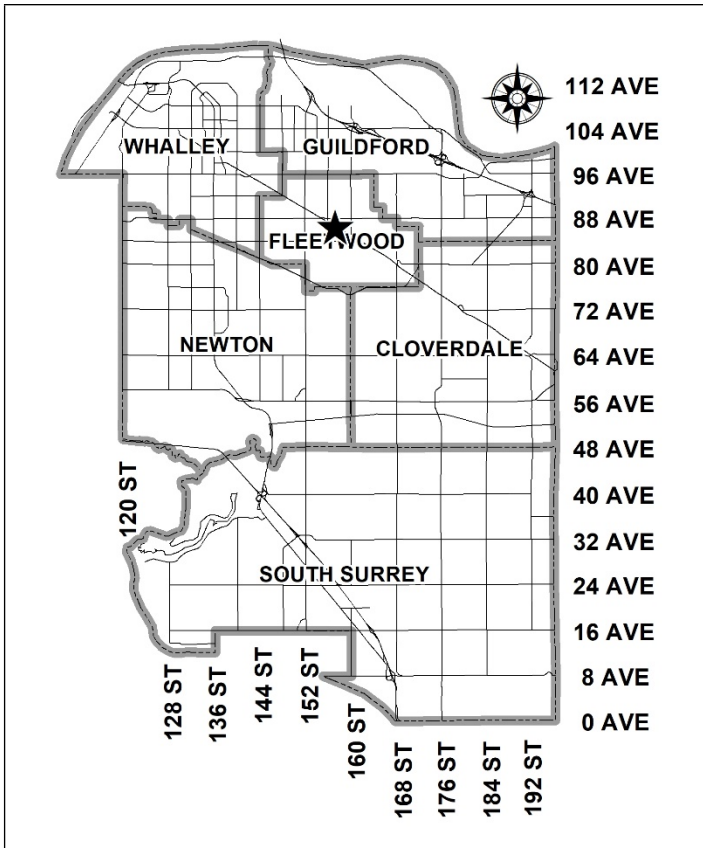 112 AVE
104 AVE
WHALLEY
GUILDFORD
96 AVE
88 AVE
FLEETWOOD
80 AVE
72 AVE
NEWTON
CLOVERDALE
64 AVE
56 AVE
48 AVE
120 ST
40 AVE
32 AVE
SOUTH SURREY
24 AVE
16 AVE
8 AVE
0 AVE
128 ST
136 ST
144 ST
152 ST
160 ST
168 ST
176 ST
184 ST
192 ST